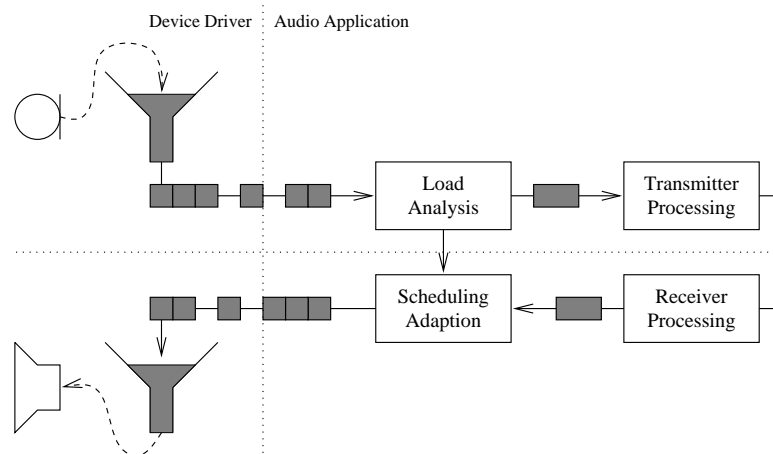 Device Driver
Audio Application
Load
Analysis
Transmitter
Processing
Scheduling
Adaption
Receiver
Processing